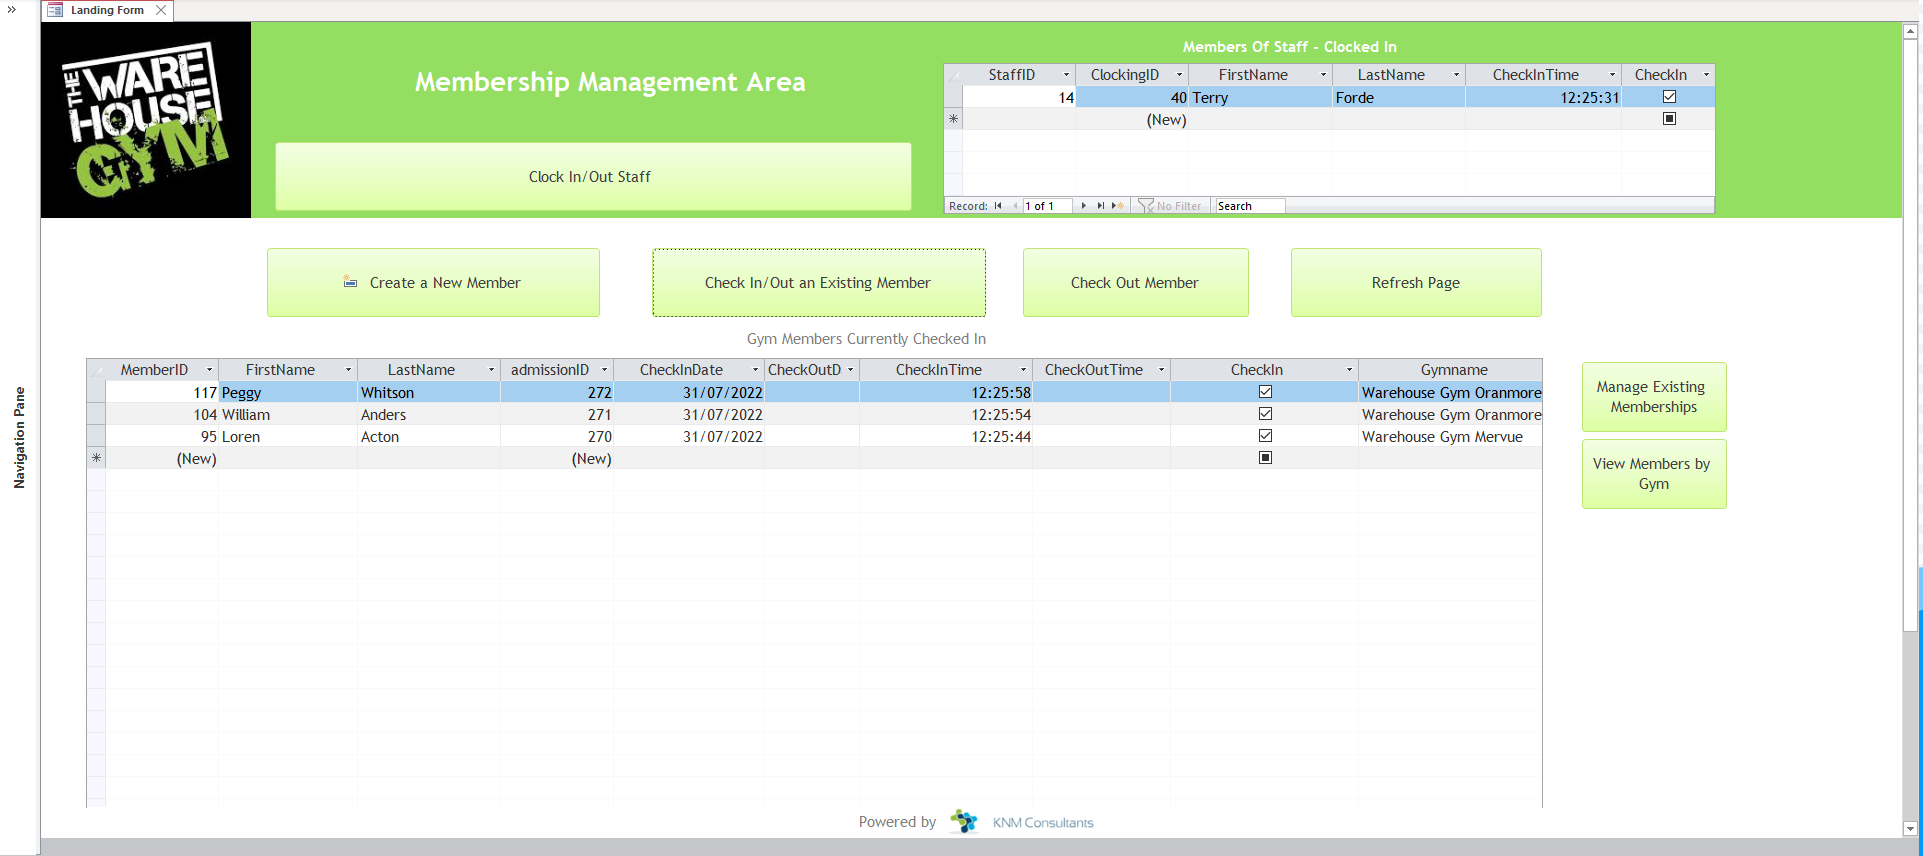 Landing Form
THE
WARE
HOUSE
GYM
Membership Management Area
Clock In/Out Staff
Members Of Staff - Clocked In
StaffID ClockingID FirstName LastName CheckInTime CheckIn
14 40 Terry Forde 12:25:31
(New)
Record: 1 of 1 No Filter Search
Create a New Member
Check In/Out an Existing Member
Check Out Member
Refresh Page
Gym Members Currently Checked In
MemberID FirstName LastName admissionID CheckInDate CheckOutD CheckInTime CheckOutTime CheckIn Gymname
117 Peggy Whitson 272 31/07/2022 12:25:58 Warehouse Gym Oranmore
104 William Anders 271 31/07/2022 12:25:54 Warehouse Gym Oranmore
95 Loren Acton 270 31/07/2022 12:25:44 Warehouse Gym Mervue
(New) (New)
Manage Existing
Memberships
View Members by
Gym
Navigation Pane
Powered by KNM Consultants